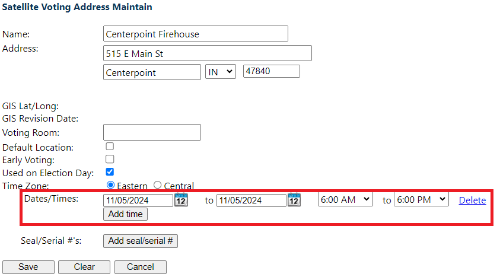 Satellite Voting Address Maintain
Name: Centerpoint Firehouse
Address: 515 E Main St
Centerpoint IN 47840
GIS Lat/Long:
GIS Revision Date:
Voting Room:
Default Location:
Early Voting:
Used on Election Day:
Time Zone: Eastern Central
Dates/Times: 11/05/2024 12 to 11/05/2024 12 6:00 AM to 6:00 PM Delete
Add time
Seal/Serial #'s: Add seal/serial #
Save Clear Cancel